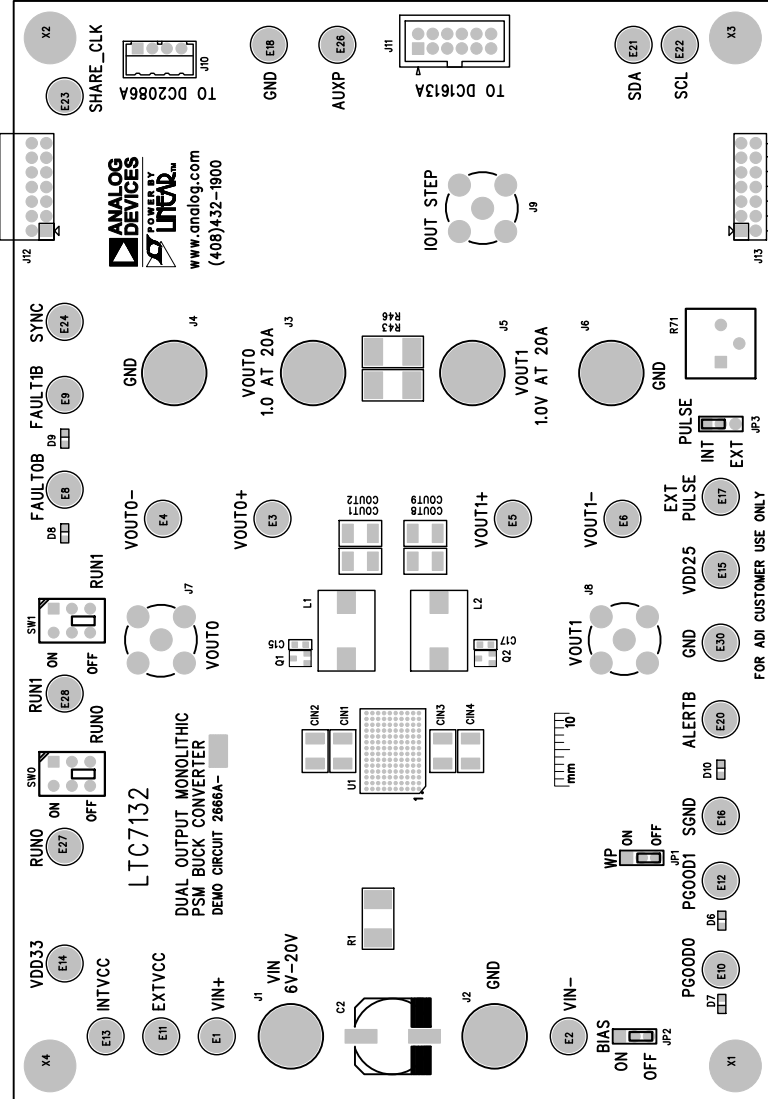 X2
SHARE_CLK
E23
J10
TO DC2086A
E18
GND
E26
AUXP
J11
TO DC1613A
E21
SDA
E22
SCL
X3
J12
ANALOG
DEVICES
POWER BY
LINEAR™
www.analog.com
(408)432-1900
IOUT STEP
J9
J13
SYNC
E24
FAULT1B
E9
D9
FAULT0B
E8
D8
J4
GND
J3
VOUT0
1.0 AT 20A
R46
R43
J5
VOUT1
1.0V AT 20A
J6
GND
R71
PULSE
INT
EXT
JP3
VOUT0-
E4
VOUT0+
E3
COUT2
COUT1
COUT9
COUT8
VOUT1+
E5
VOUT1-
E6
EXT
PULSE
E17
VDD25
E15
GND
E30
FOR ADI CUSTOMER USE ONLY
SW1
RUN1
ON
OFF
J7
VOUT0
L1
C15
Q1
L2
C17
Q2
J8
VOUT1
RUN1
E28
SW0
RUN0
ON
OFF
RUN0
E27
LTC7132
DUAL OUTPUT MONOLITHIC
PSM BUCK CONVERTER
DEMO CIRCUIT 2666A-
CIN2
CIN1
U1
1
CIN3
CIN4
10
mm
ALERTB
E20
D10
SGND
E16
WP
ON
OFF
JP1
PGOOD1
E12
D6
PGOOD0
E10
D7
VDD33
E14
INTVCC
E13
EXTVCC
E11
VIN+
E1
J1
VIN
6V-20V
R1
C2
J2
GND
VIN-
E2
BIAS
ON
OFF
JP2
X4
X1